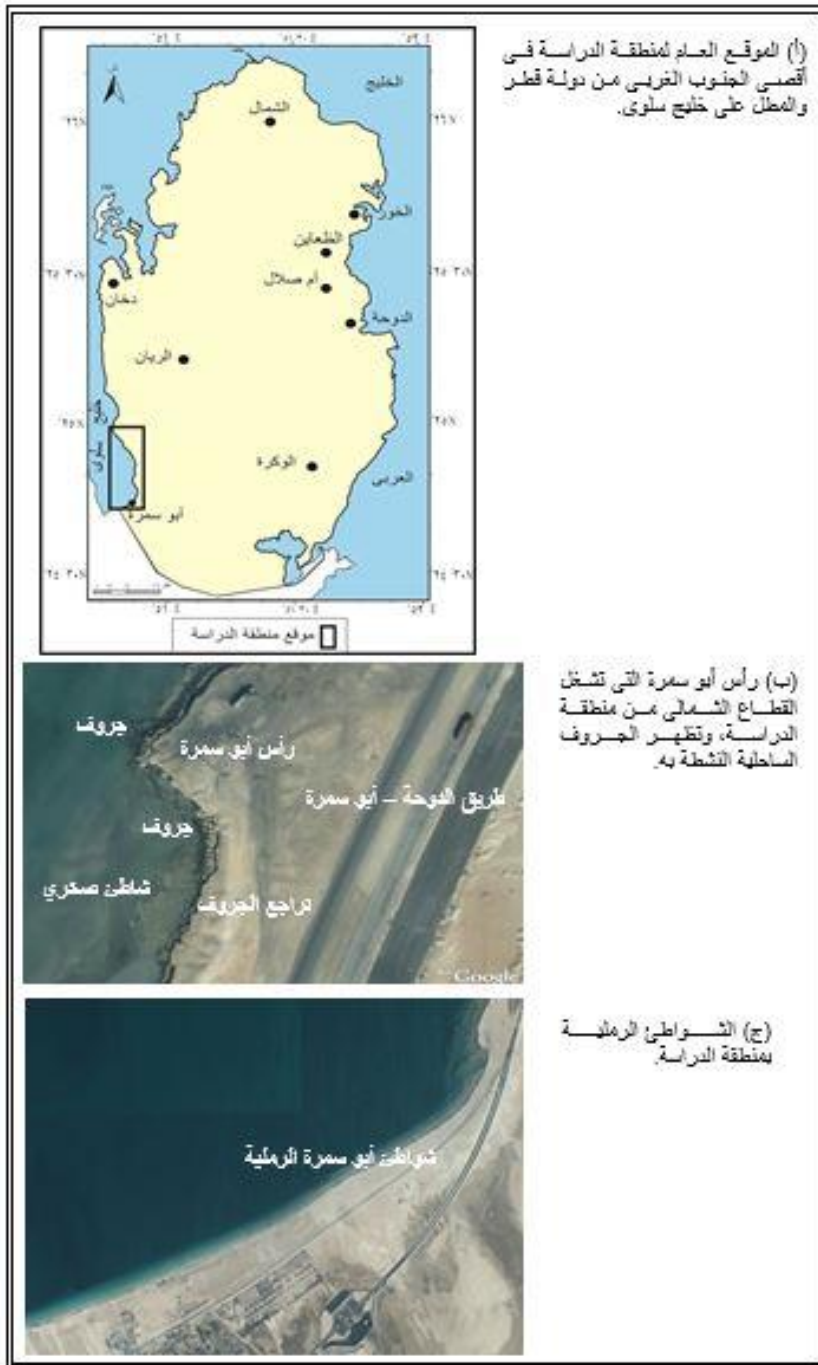 (أ) الموقع العام لمنطقة الدراسة فى
أقصى الجنوب الغربى من دولة قطر
والمطل على خليج سلوى.
الخليج
الشمال
الخور
الظعاين
أم صلال
دخان
الدوحة
الريان
خليج سلوى
الوكرة
العربى
أبو سمرة
موقع منطقة الدراسة
(ب) رأس أبو سمرة التى تشغل
القطاع الشمالى من منطقة
الدراسة، وتظهر الجروف
الساحلية النشطة به.
جروف
رأس أبو سمرة
طريق الدوحة – أبو سمرة
جروف
شاطئ صخري
تراجع الجروف
Google
(ج) الشواطئ الرملية
بمنطقة الدراسة.
شواطئ أبو سمرة الرملية